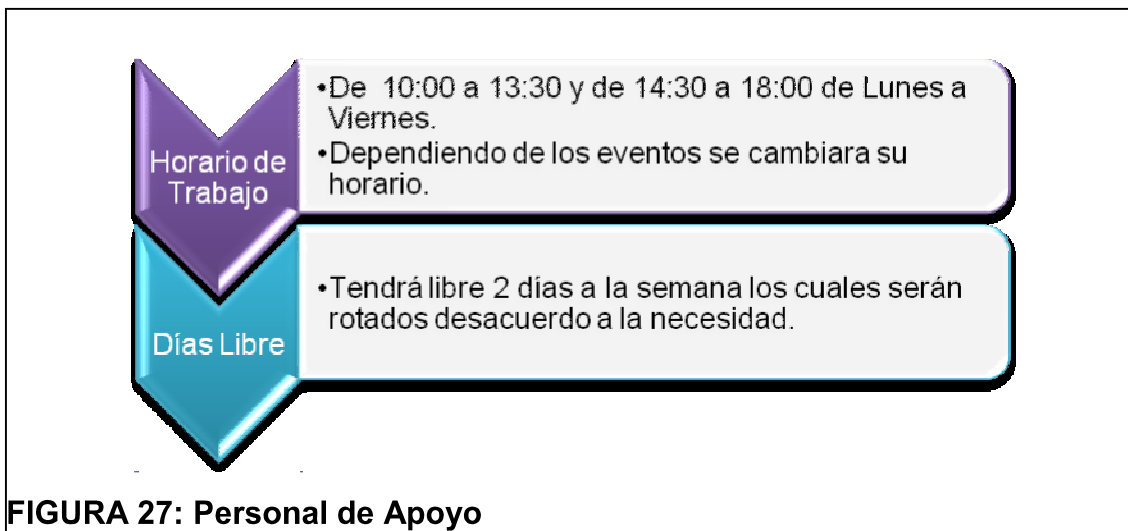 Horario de
Trabajo
•De 10:00 a 13:30 y de 14:30 a 18:00 de Lunes a
Viernes.
•Dependiendo de los eventos se cambiara su
horario.
Días Libre
•Tendrá libre 2 días a la semana los cuales serán
rotados desacuerdo a la necesidad.
FIGURA 27: Personal de Apoyo